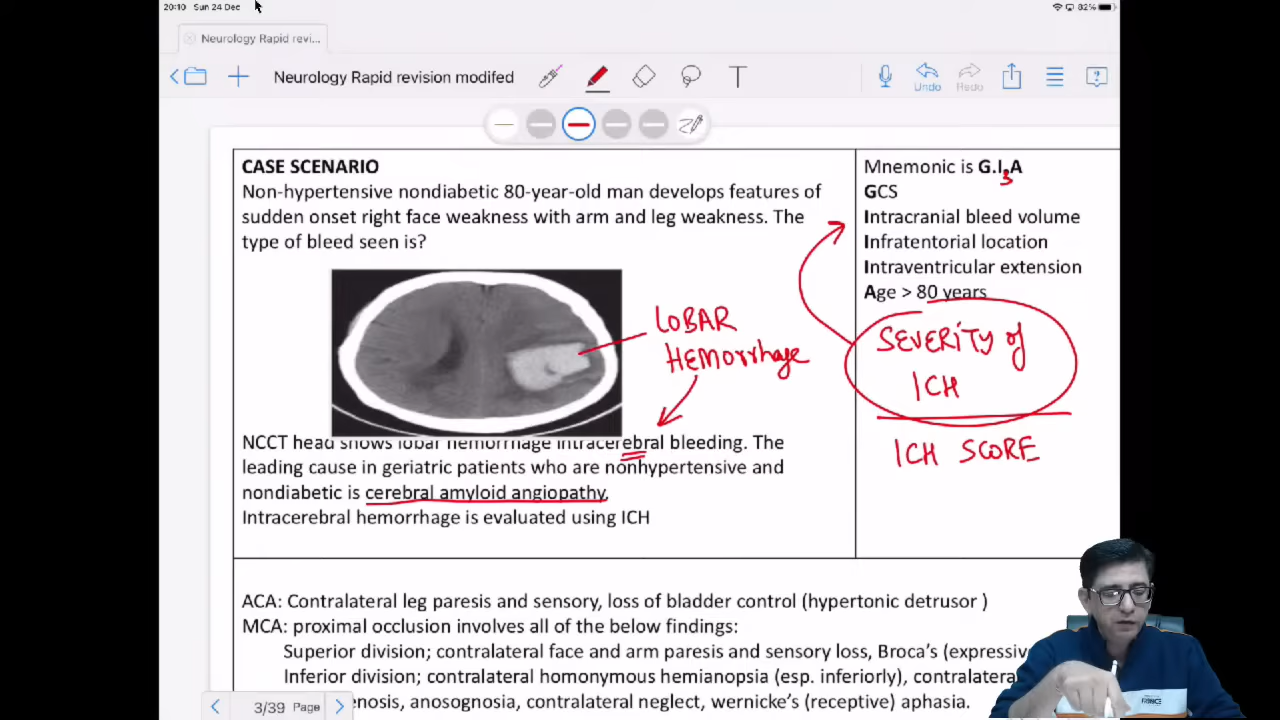 20:10 Sun 24 Dec
82%
Neurology Rapid revi...
Neurology Rapid revision modifed
T
Undo
Redo
CASE SCENARIO
Non-hypertensive nondiabetic 80-year-old man develops features of
sudden onset right face weakness with arm and leg weakness. The
type of bleed seen is?
LOBAR
HEMorrhage
NCCT head shows lobar hemorrhage intracerebral bleeding. The
leading cause in geriatric patients who are nonhypertensive and
nondiabetic is cerebral amyloid angiopathy.
Intracerebral hemorrhage is evaluated using ICH
Mnemonic is G.I.A
3
GCS
Intracranial bleed volume
Infratentorial location
Intraventricular extension
Age > 80 years
SEVERITY of
ICH
ICH SCORE
ACA: Contralateral leg paresis and sensory, loss of bladder control (hypertonic detrusor )
MCA: proximal occlusion involves all of the below findings:
Superior division; contralateral face and arm paresis and sensory loss, Broca's (expressive
Inferior division; contralateral homonymous hemianopsia (esp. inferiorly), contralateral
enosis, anosognosia, contralateral neglect, wernicke's (receptive) aphasia.
3/39 Page